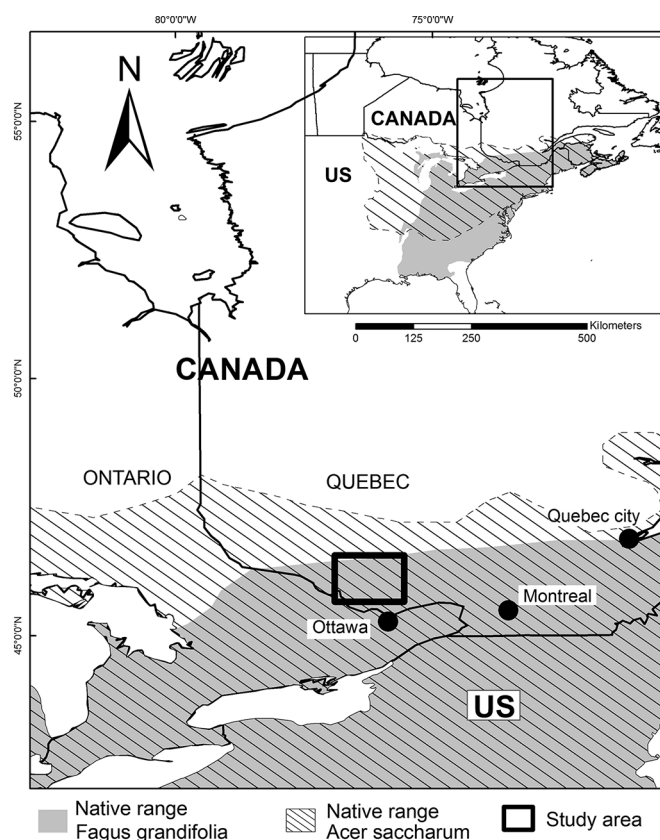 80°0'0"W
75°0'0"W
55°0'0"N
50°0'0"N
45°0'0"N
N
CANADA
US
Kilometers
0
125
250
500
CANADA
ONTARIO
QUEBEC
Quebec city
Montreal
Ottawa
US
Native range
Fagus grandifolia
Native range
Acer saccharum
Study area